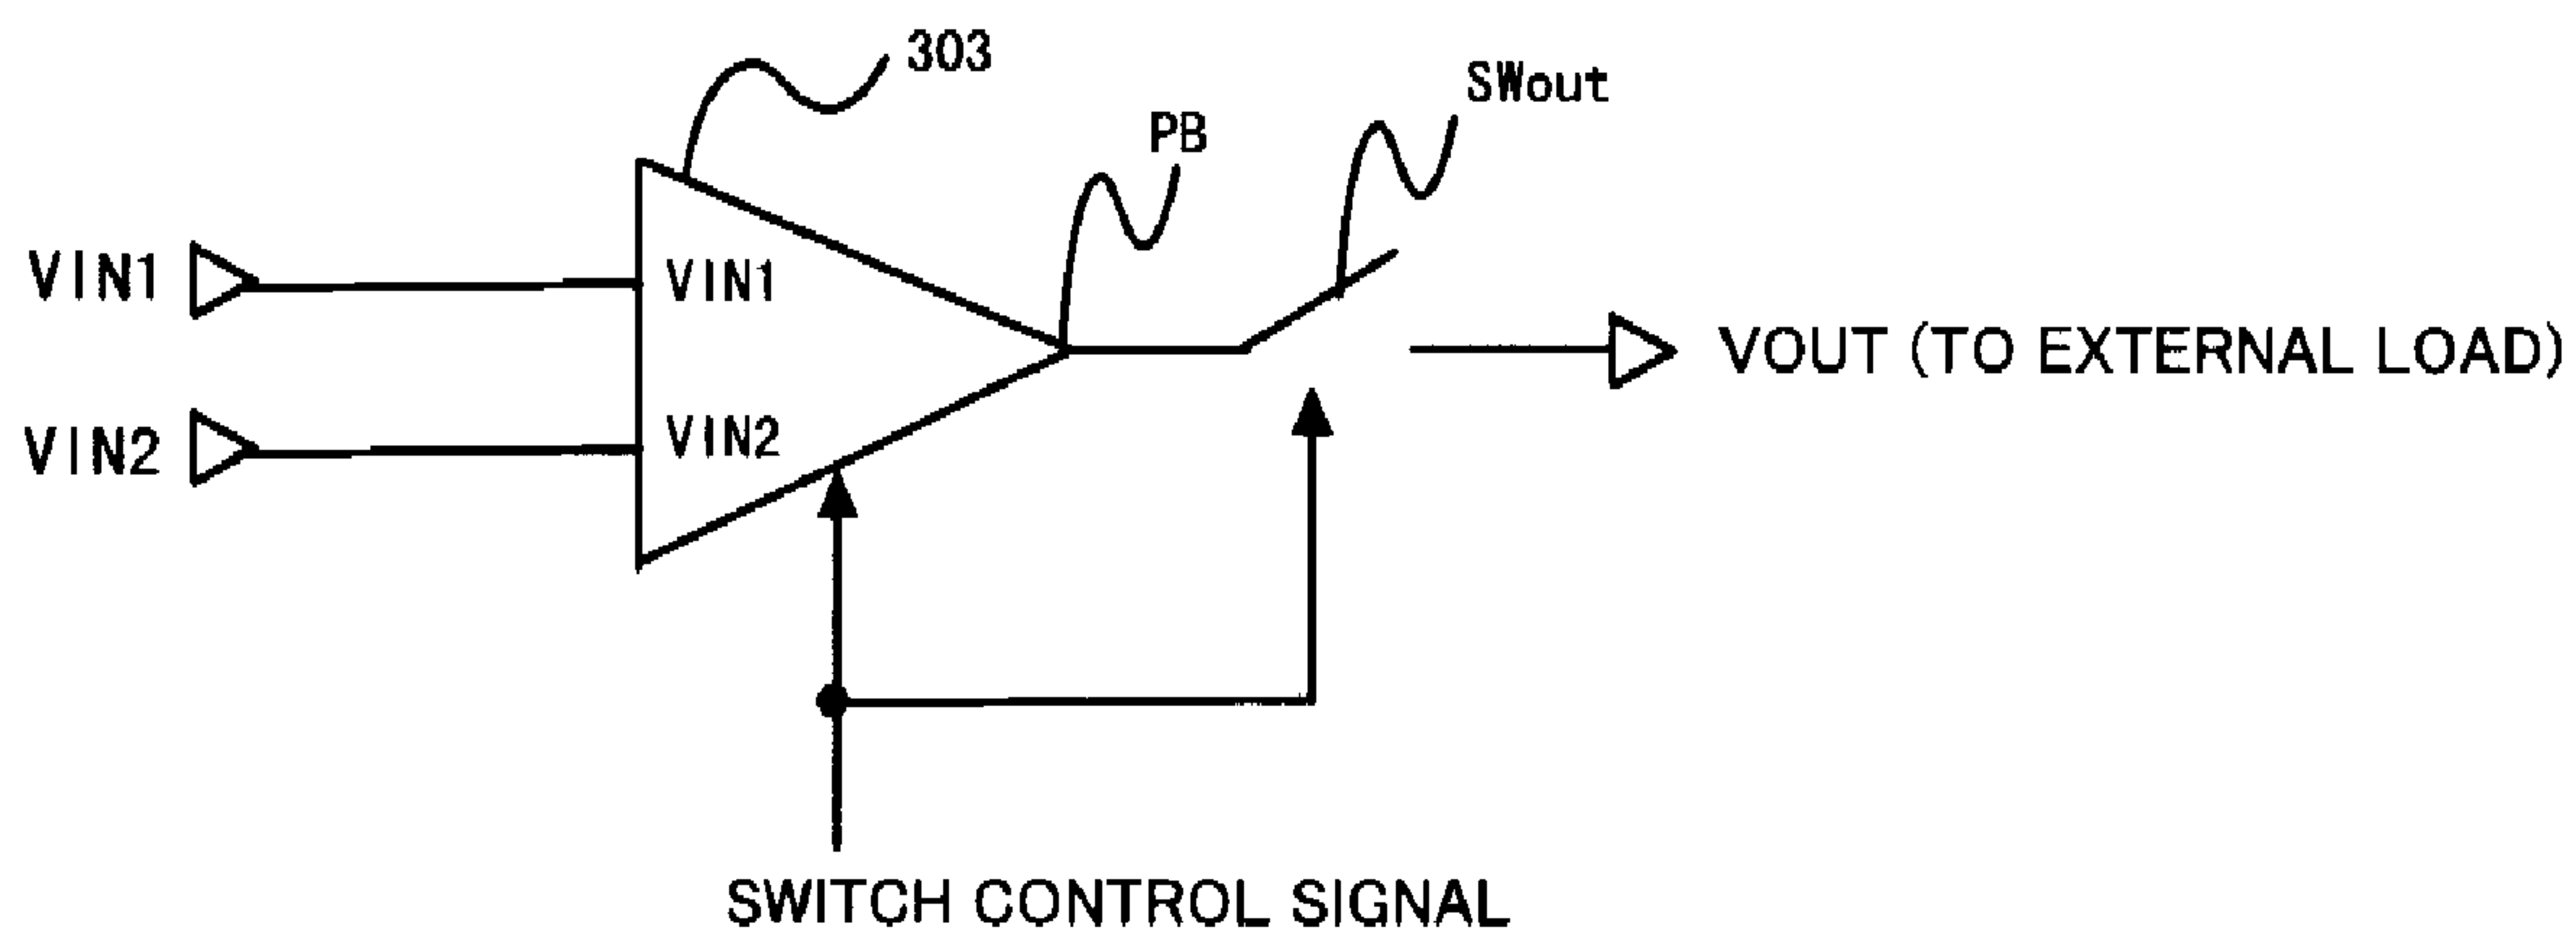 303
SWout
PB
VIN1
VIN1
VOUT (TO EXTERNAL LOAD)
VIN2
VIN2
SWITCH CONTROL SIGNAL